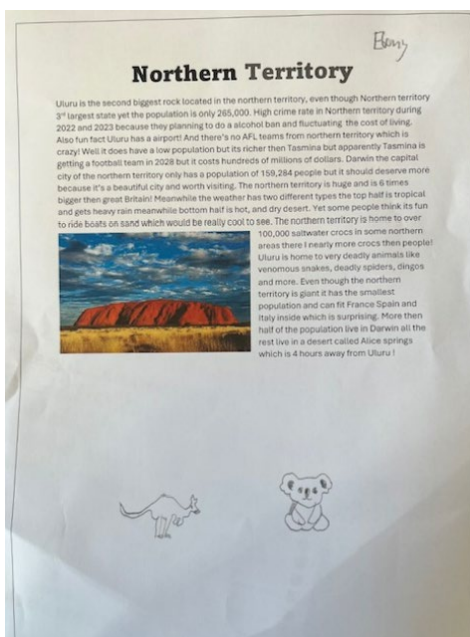 Ebony
Northern Territory
Uluru is the second biggest rock located in the northern territory, even though Northern territory
3rd largest state yet the population is only 265,000. High crime rate in Northern territory during
2022 and 2023 because they planning to do a alcohol ban and fluctuating the cost of living.
Also fun fact Uluru has a airport! And there's no AFL teams from northern territory which is
crazy! Well it does have a low population but its richer then Tasmina but apparently Tasmina is
getting a football team in 2028 but it costs hundreds of millions of dollars. Darwin the capital
city of the northern territory only has a population of 159,284 people but it should deserve more
because it's a beautiful city and worth visiting. The northern territory is huge and is 6 times
bigger then great Britain! Meanwhile the weather has two different types the top half is tropical
and gets heavy rain meanwhile bottom half is hot, and dry desert. Yet some people think its fun
to ride boats on sand which would be really cool to see. The northern territory is home to over
100,000 saltwater crocs in some northern
areas there I nearly more crocs then people!
Uluru is home to very deadly animals like
venomous snakes, deadly spiders, dingos
and more. Even though the northern
territory is giant it has the smallest
population and can fit France Spain and
Italy inside which is surprising. More then
half of the population live in Darwin all the
rest live in a desert called Alice springs
which is 4 hours away from Uluru !